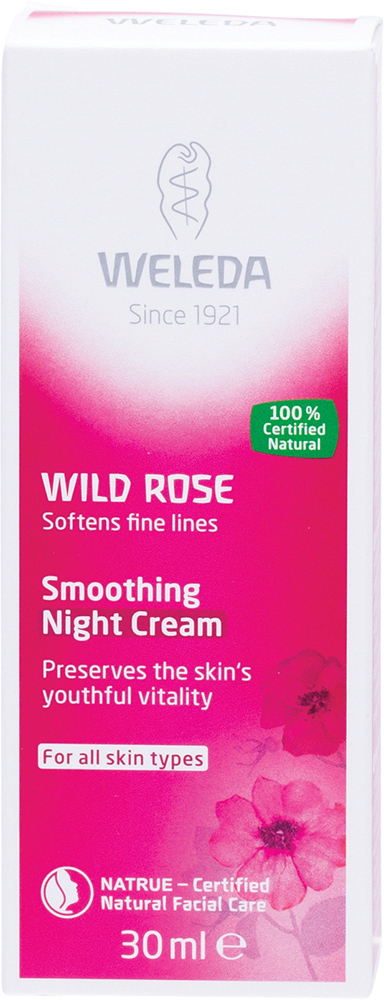 WELEDA
Since 1921
100 %
Certified
Natural
WILD ROSE
Softens fine lines
Smoothing
Night Cream
Preserves the skin's
youthful vitality
For all skin types
NATRUE – Certified
Natural Facial Care
30 ml ℮